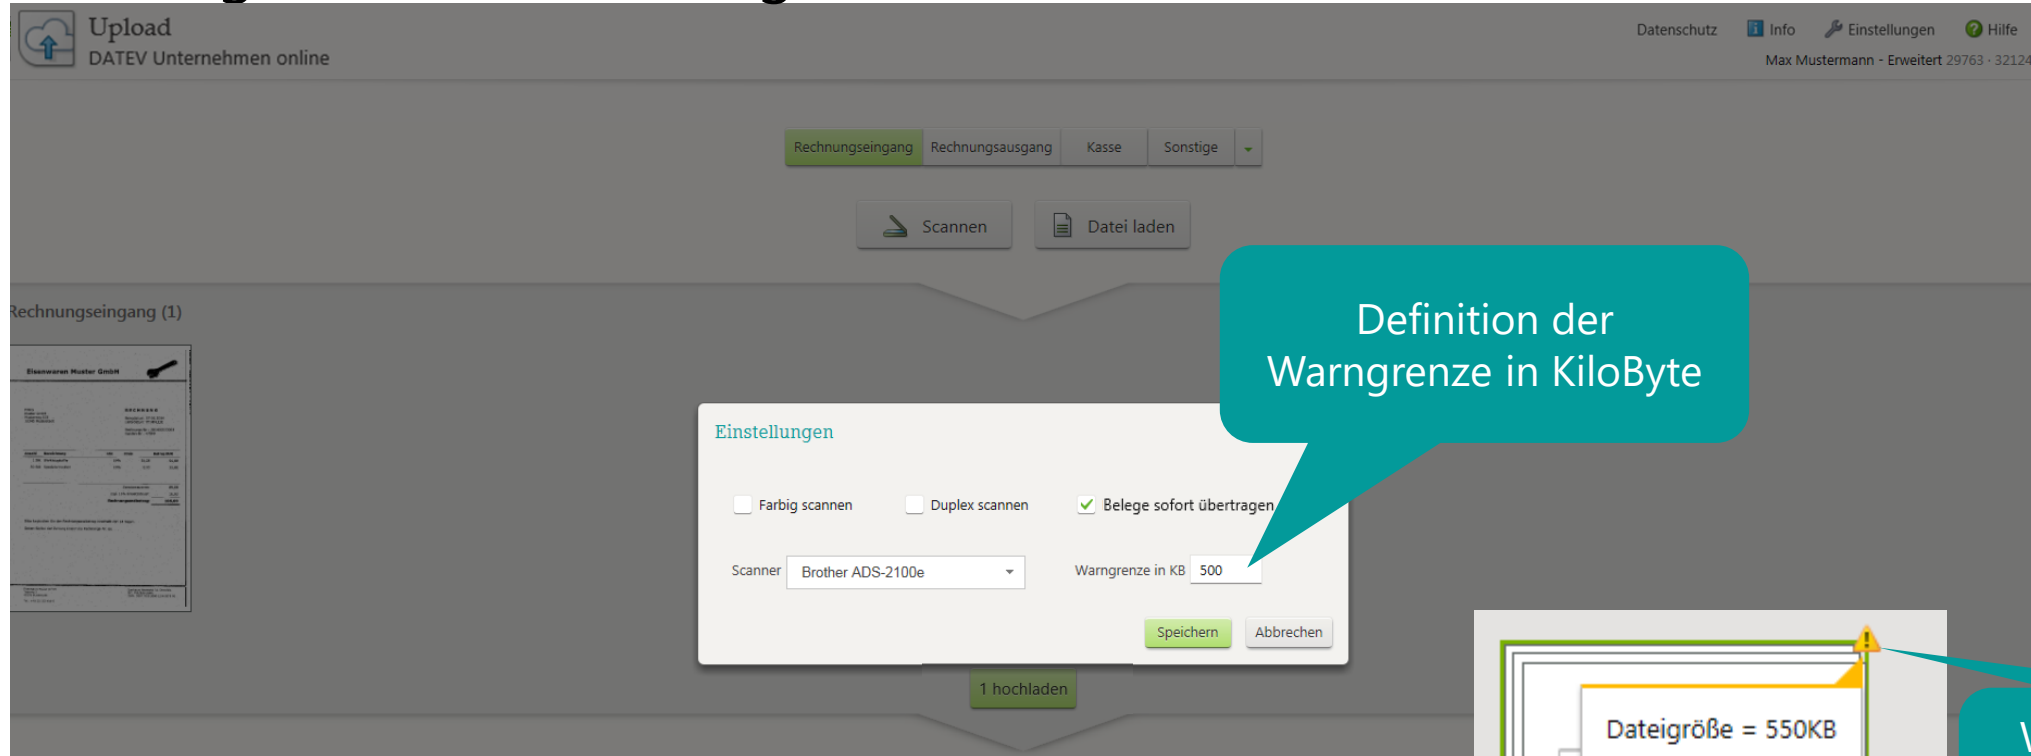 Upload
DATEV Unternehmen online
Datenschutz Info Einstellungen Hilfe
Max Mustermann - Erweitert 29763 · 32124
Rechnungseingang Rechnungsausgang Kasse Sonstige
Scannen Datei laden
Rechnungseingang (1)
Eisenwaren Muster GmbH
RECHNUNG
Definition der
Warngrenze in KiloByte
Einstellungen
Farbig scannen Duplex scannen Belege sofort übertragen
Scanner Brother ADS-2100e Warngrenze in KB 500
Speichern Abbrechen
1 hochladen
Dateigröße = 550KB